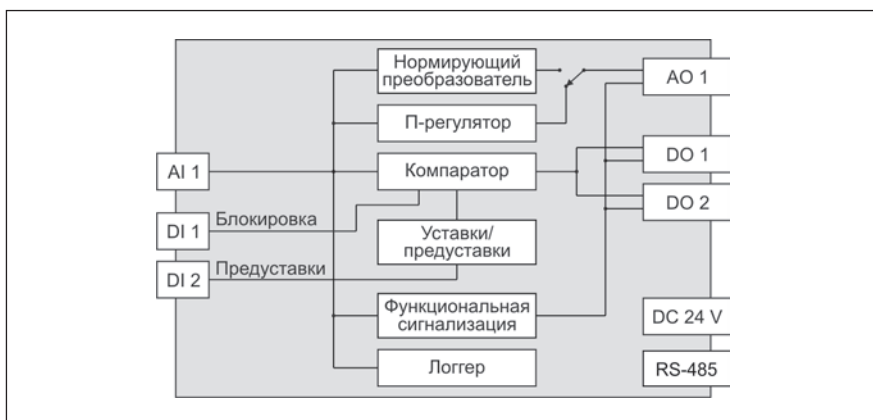 Нормирующий
преобразователь
AO 1
П-регулятор
DO 1
AI 1
Компаратор
DO 2
DI 1
Блокировка
Уставки/
предуставки
DI 2
Предуставки
Функциональная
сигнализация
DC 24 V
Логгер
RS-485